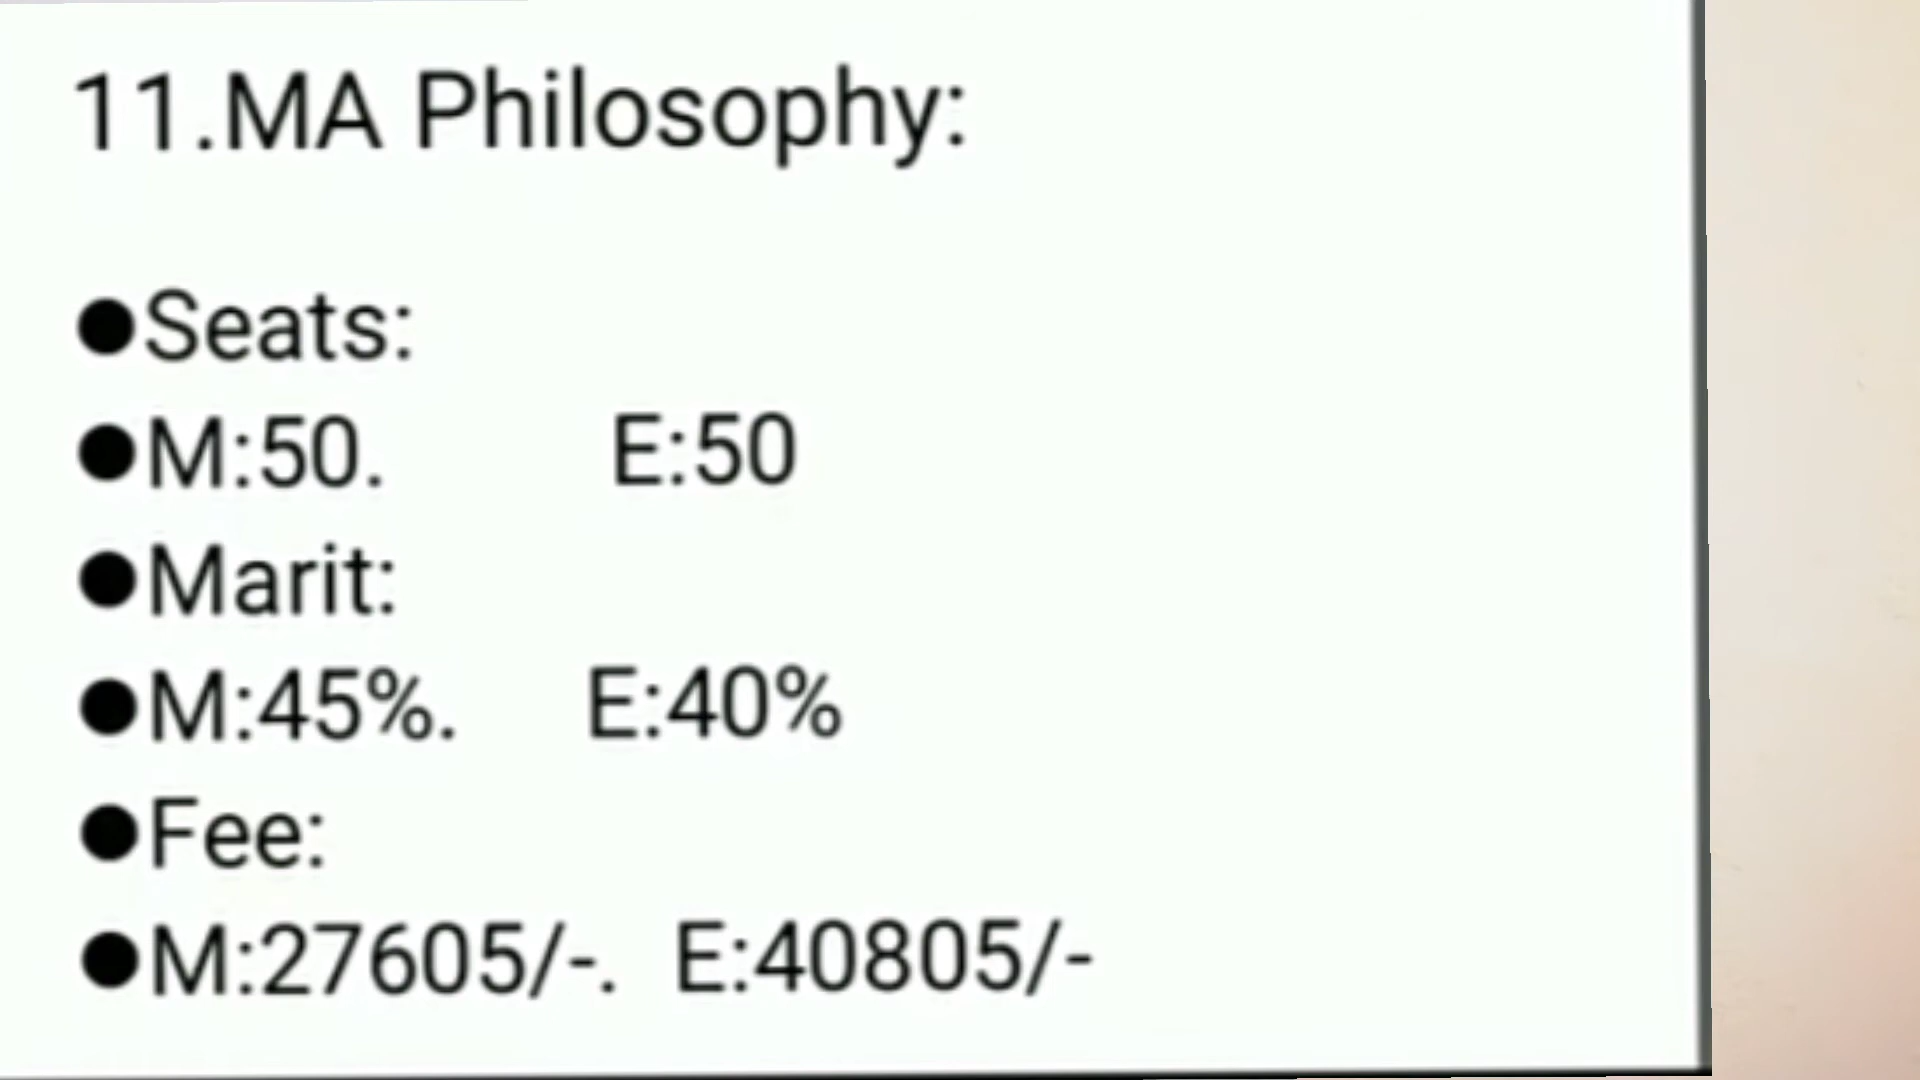 11.MA Philosophy:
●Seats:
●M:50. E:50
●Marit:
●M:45%. E:40%
●Fee:
●M:27605/-. E:40805/-